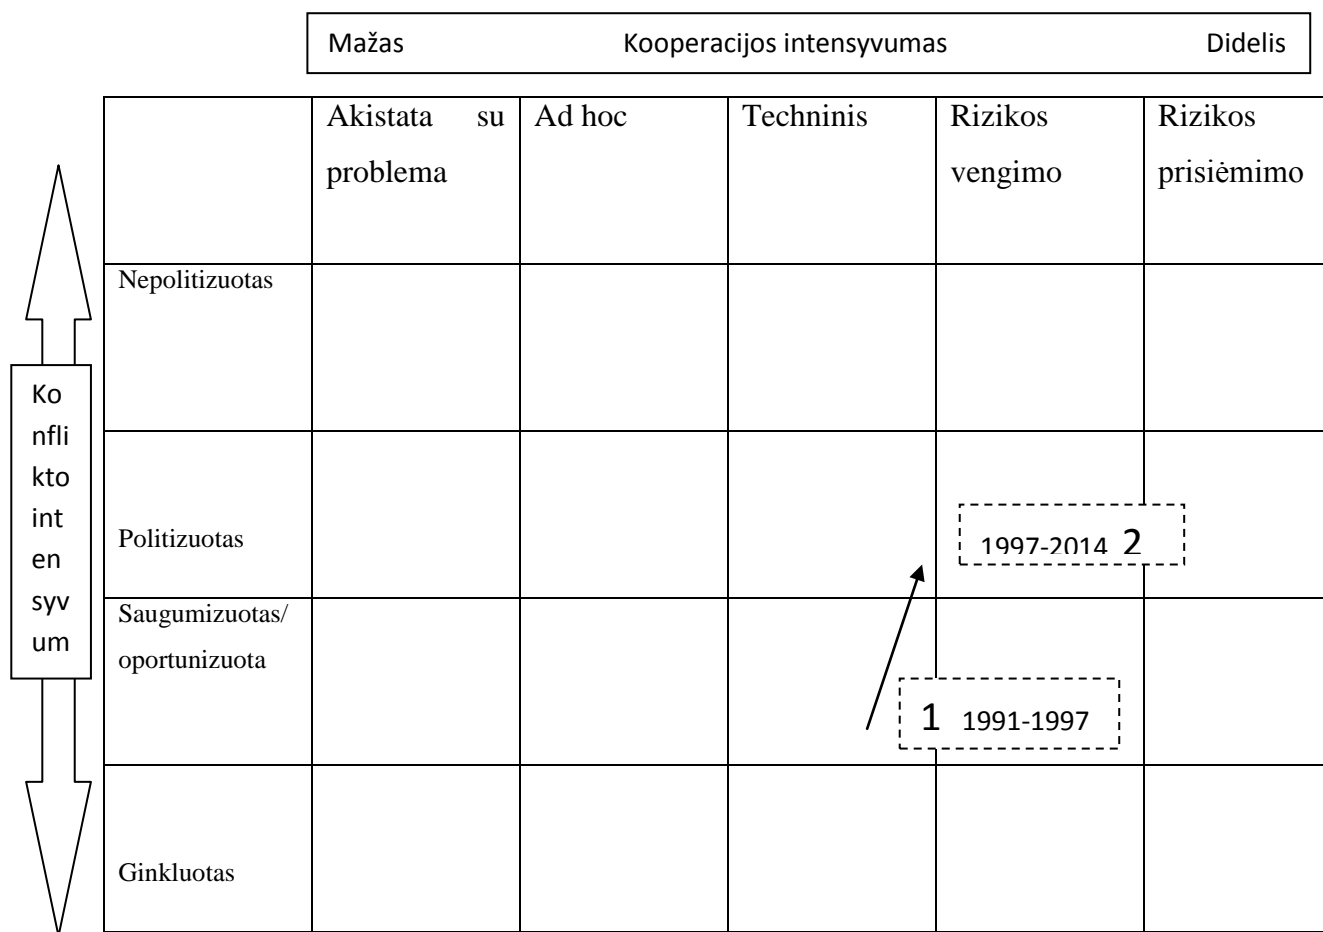 Mažas Kooperacijos intensyvumas Didelis
Akistata su problema
Ad hoc
Techninis
Rizikos vengimo
Rizikos prisiėmimo
Nepolitizuotas
Ko
nfli
kto
int
en
syv
um
Politizuotas
1997-2014 2
Saugumizuotas/
oportunizuota
1 1991-1997
Ginkluotas